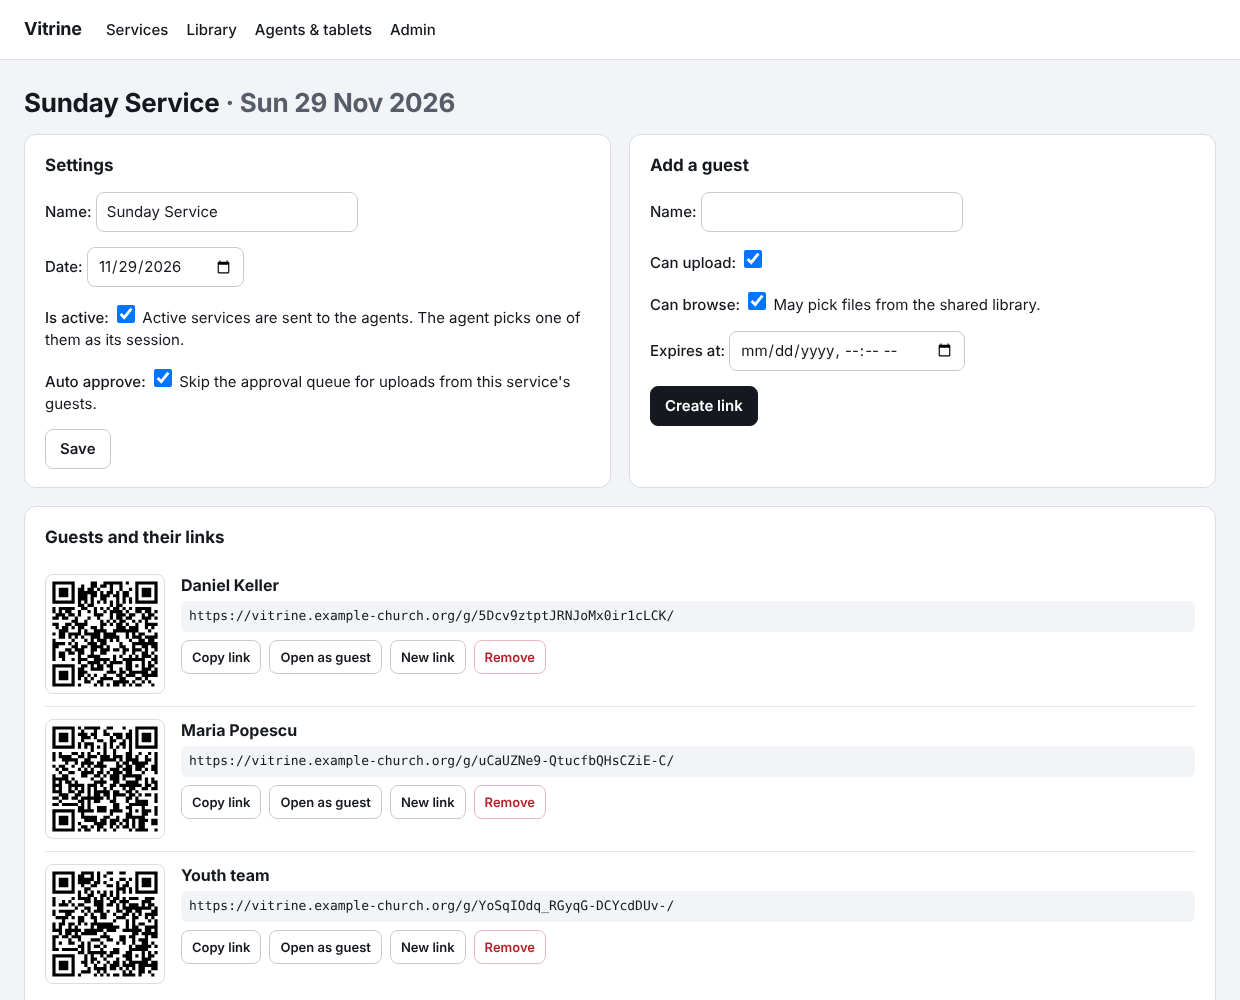 Vitrine Services Library Agents & tablets Admin
Sunday Service · Sun 29 Nov 2026
Settings
Name: Sunday Service
Date: 11/29/2026
Is active: Active services are sent to the agents. The agent picks one of
them as its session.
Auto approve: Skip the approval queue for uploads from this service's
guests.
Save
Add a guest
Name:
Can upload:
Can browse: May pick files from the shared library.
Expires at: mm/dd/yyyy, --:-- --
Create link
Guests and their links
Daniel Keller
https://vitrine.example-church.org/g/5Dcv9ztptJRNJoMx0ir1cLCK/
Copy link Open as guest New link Remove
Maria Popescu
https://vitrine.example-church.org/g/uCaUZNe9-QtucfbQHsCZiE-C/
Copy link Open as guest New link Remove
Youth team
https://vitrine.example-church.org/g/YoSqIOdq_RGyqG-DCYcdDUv-/
Copy link Open as guest New link Remove